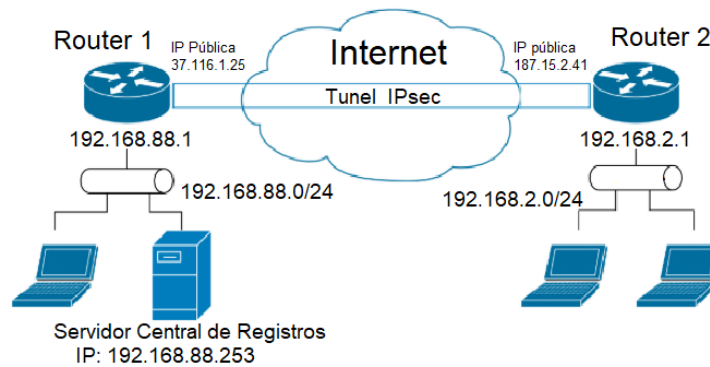 Router 1
IP Pública
37.116.1.25
Internet
IP pública
187.15.2.41
Router 2
Tunel IPsec
192.168.88.1
192.168.2.1
192.168.88.0/24
192.168.2.0/24
Servidor Central de Registros
IP: 192.168.88.253